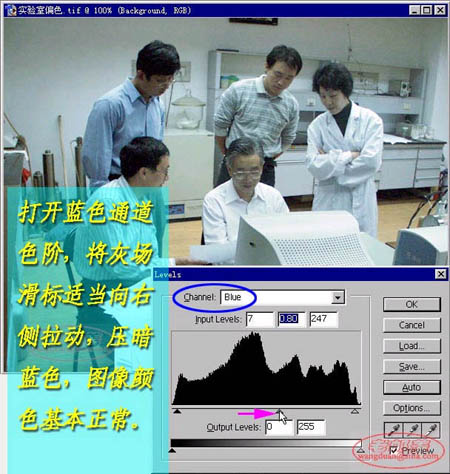 实验室偏色.tif @ 100% (Background, RGB)
打开蓝色通道
色阶，将灰场
滑标适当向右
侧拉动，压暗
蓝色，图像颜
色基本正常。
Levels
Channel: Blue
Input Levels: 7 0.80 247
Output Levels: 0 255
OK
Cancel
Load...
Save...
Auto
Options...
Preview